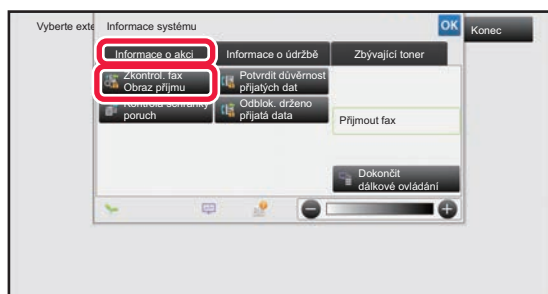 Vyberte exte
Informace systému
OK
Konec
Informace o akci
Informace o údržbě
Zbývající toner
Zkontrol. fax
Obraz příjmu
Potvrdit důvěrnost
přijatých dat
Kontrola schránky
poruch
Odblok. drženo
přijatá data
Přijmout fax
Dokončit
dálkové ovládání